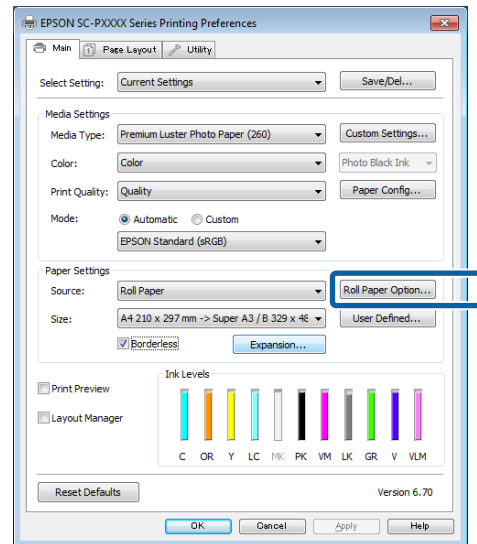 EPSON SC-PXXXX Series Printing Preferences
Main Page Layout Utility
Select Setting: Current Settings Save/Del...
Media Settings
Media Type: Premium Luster Photo Paper (260) Custom Settings...
Color: Color Photo Black Ink
Print Quality: Quality Paper Config...
Mode: Automatic Custom
EPSON Standard (sRGB)
Paper Settings
Source: Roll Paper Roll Paper Option...
Size: A4 210 x 297 mm -> Super A3 / B 329 x 48 User Defined...
Borderless Expansion...
Ink Levels
Print Preview
Layout Manager
C OR Y LC MK PK VM LK GR V VLM
Reset Defaults Version 6.70
OK Cancel Apply Help